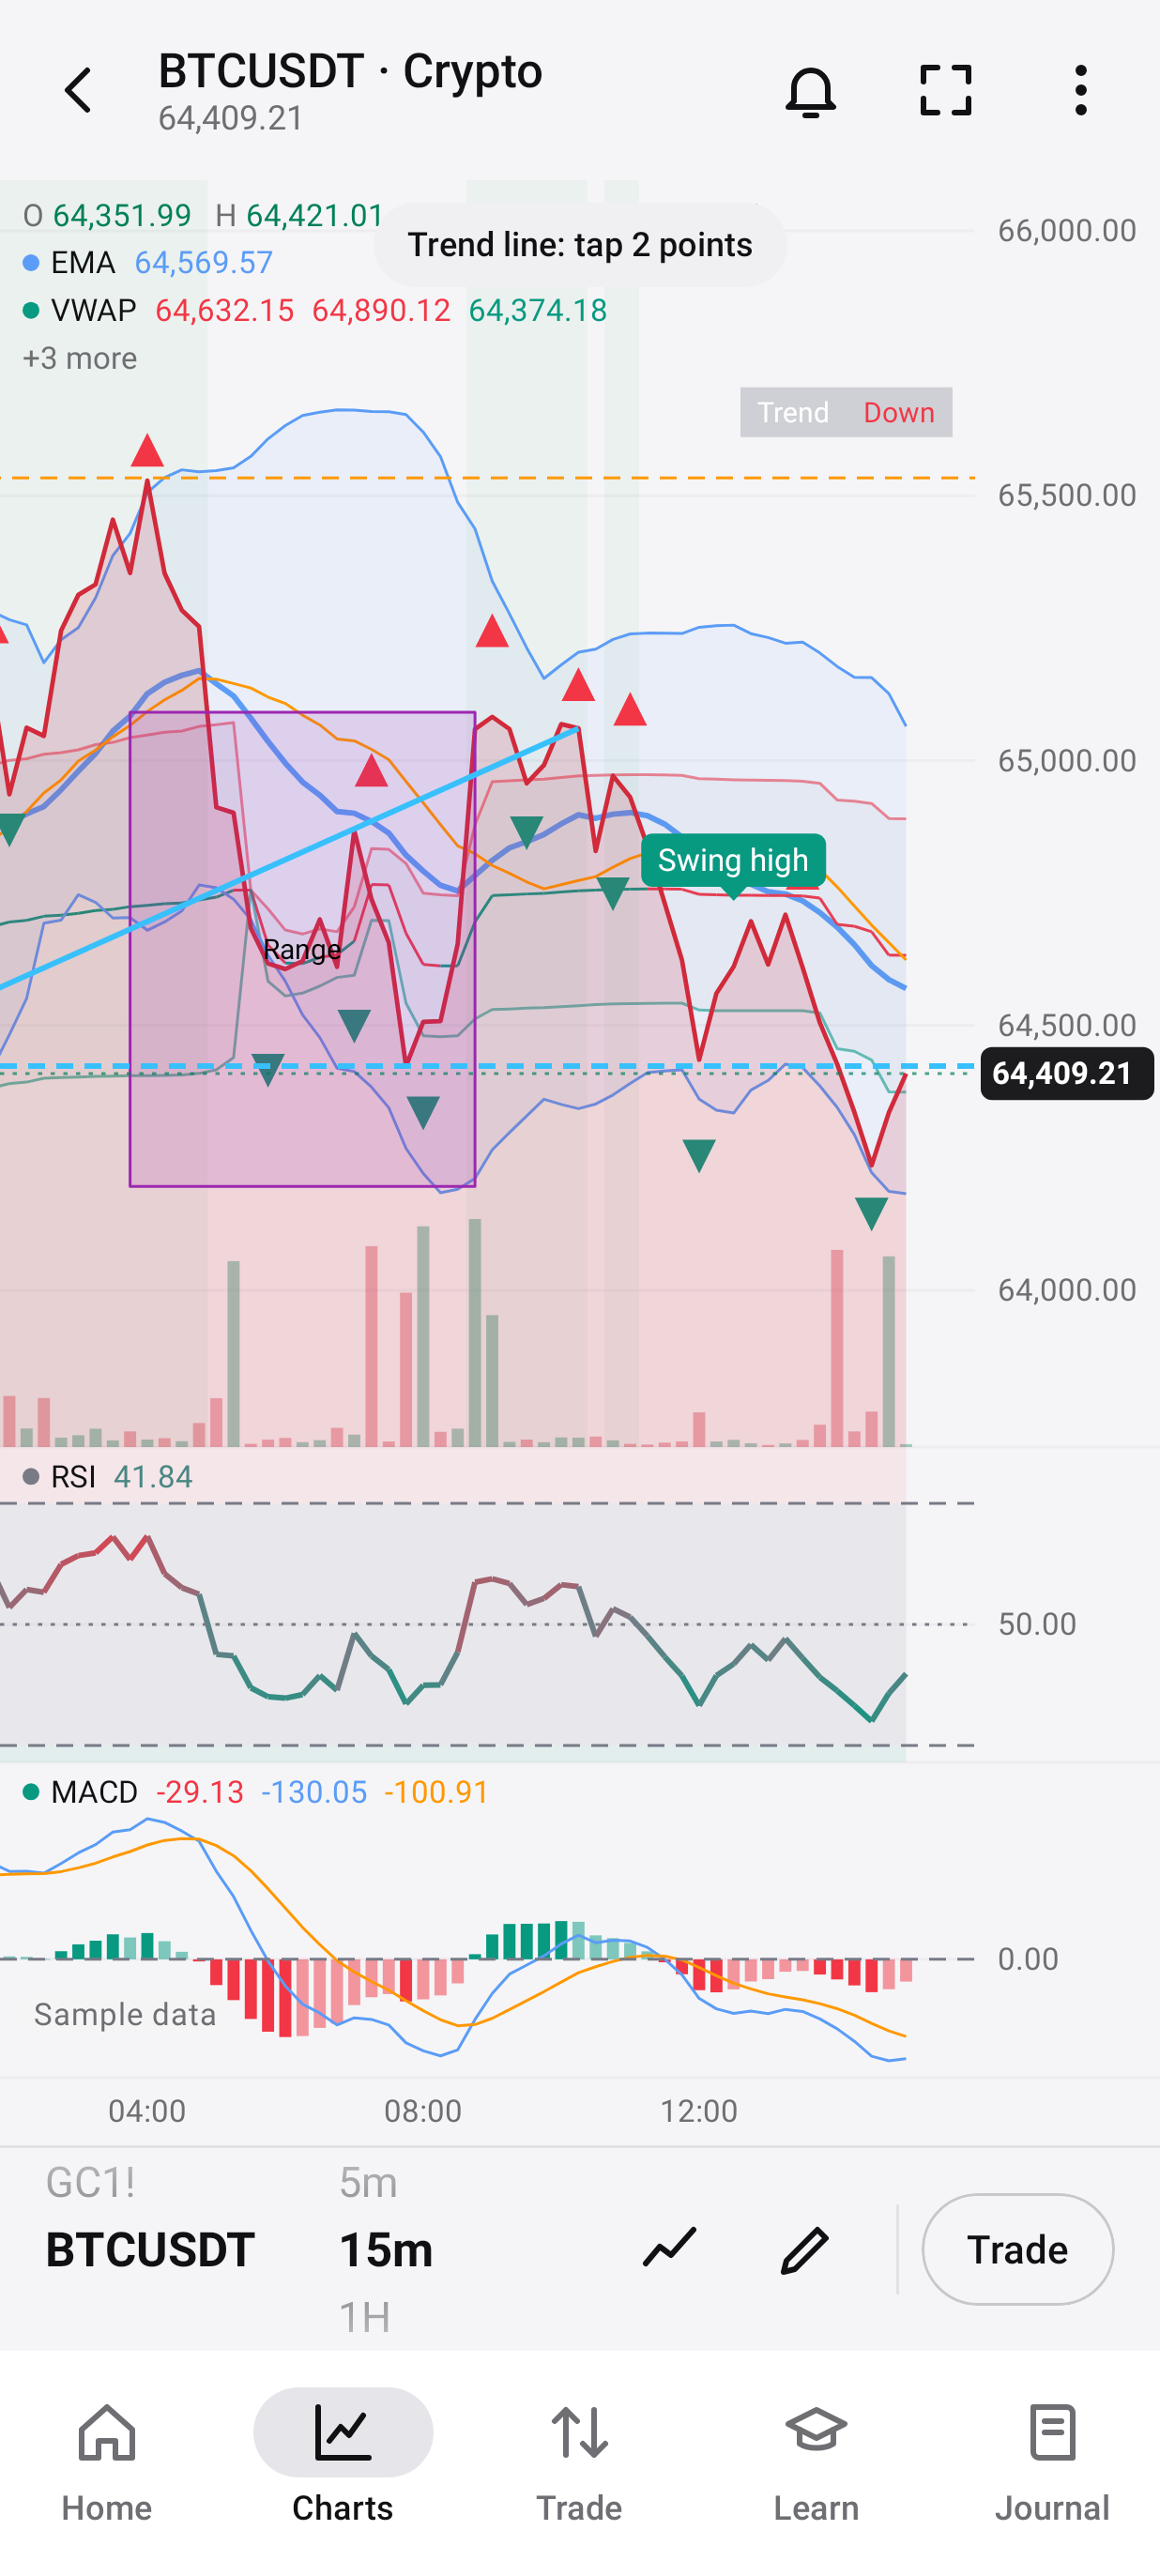 BTCUSDT · Crypto
64,409.21
O 64,351.99 H 64,421.01
Trend line: tap 2 points
EMA 64,569.57
VWAP 64,632.15 64,890.12 64,374.18
+3 more
Trend Down
66,000.00
65,500.00
65,000.00
Swing high
Range
64,500.00
64,409.21
64,000.00
RSI 41.84
50.00
MACD -29.13 -130.05 -100.91
0.00
Sample data
04:00 08:00 12:00
GC1! 5m
BTCUSDT 15m Trade
1H
Home Charts Trade Learn Journal